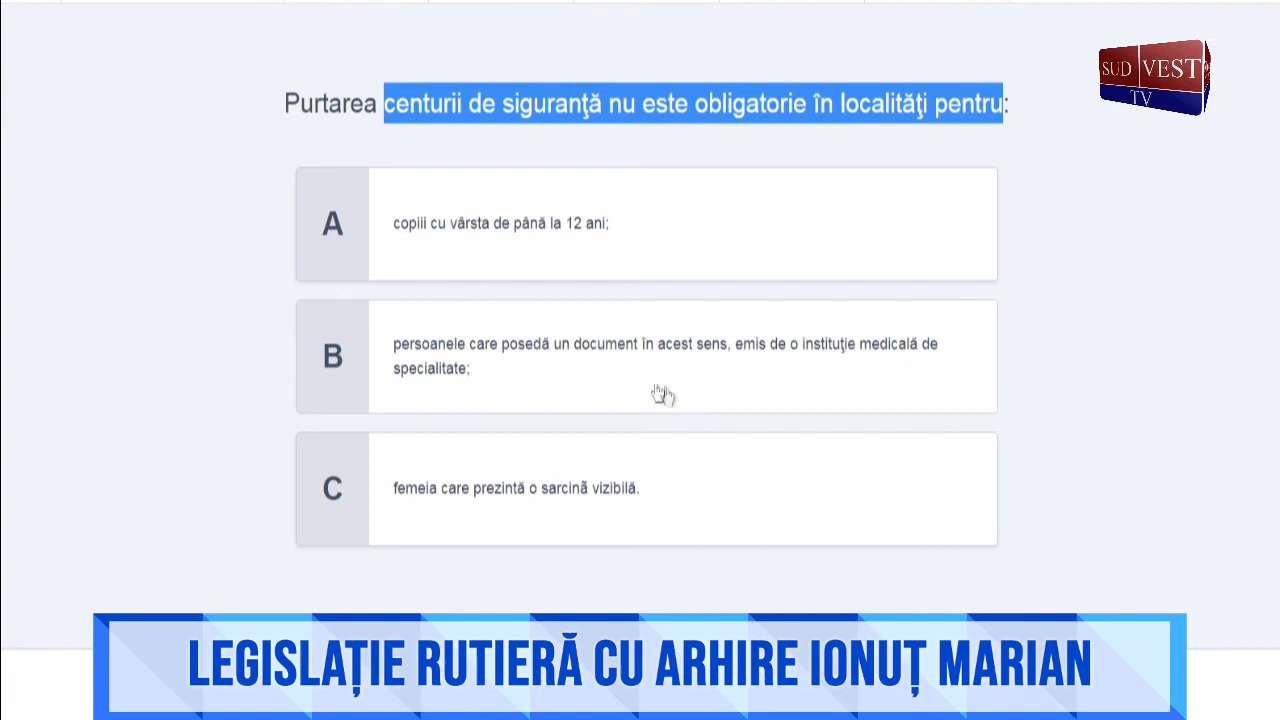 SUD VEST
TV
Purtarea centurii de siguranţă nu este obligatorie în localităţi pentru:
A
copiii cu vârsta de până la 12 ani;
B
persoanele care posedă un document în acest sens, emis de o instituţie medicală de
specialitate;
C
femeia care prezintă o sarcină vizibilă.
LEGISLAȚIE RUTIERĂ CU ARHIRE IONUȚ MARIAN